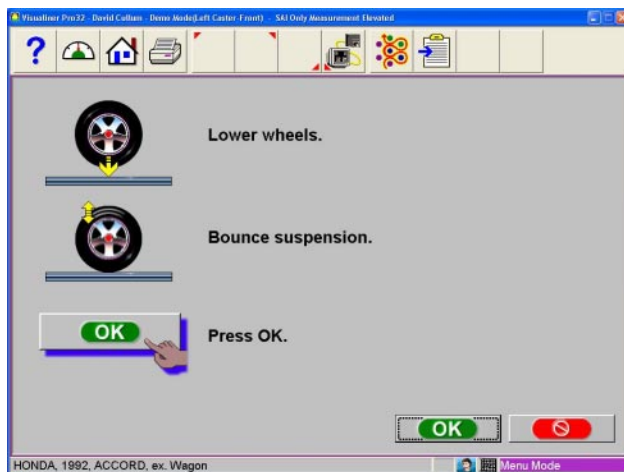 Visualiner Pro32 - David Cullum - Demo Mode(Left Caster-Front) - SAI Only Measurement Elevated
?
Lower wheels.
Bounce suspension.
OK
Press OK.
OK
HONDA, 1992, ACCORD, ex. Wagon
Menu Mode